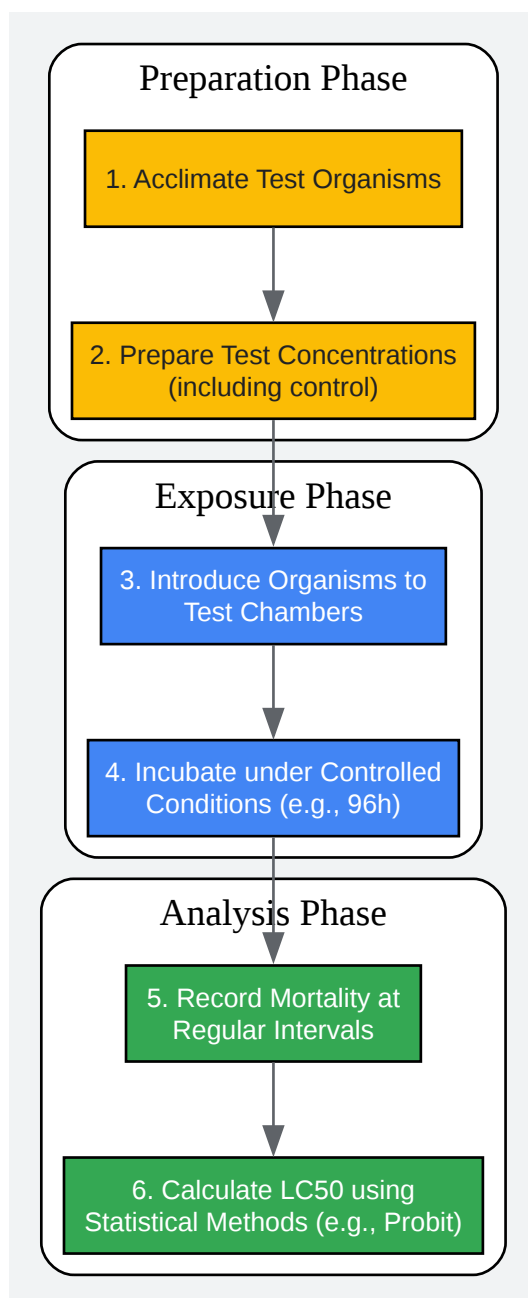 Preparation Phase
1. Acclimate Test Organisms
2. Prepare Test Concentrations
(including control)
Exposure Phase
3. Introduce Organisms to
Test Chambers
4. Incubate under Controlled
Conditions (e.g., 96h)
Analysis Phase
5. Record Mortality at
Regular Intervals
6. Calculate LC50 using
Statistical Methods (e.g., Probit)